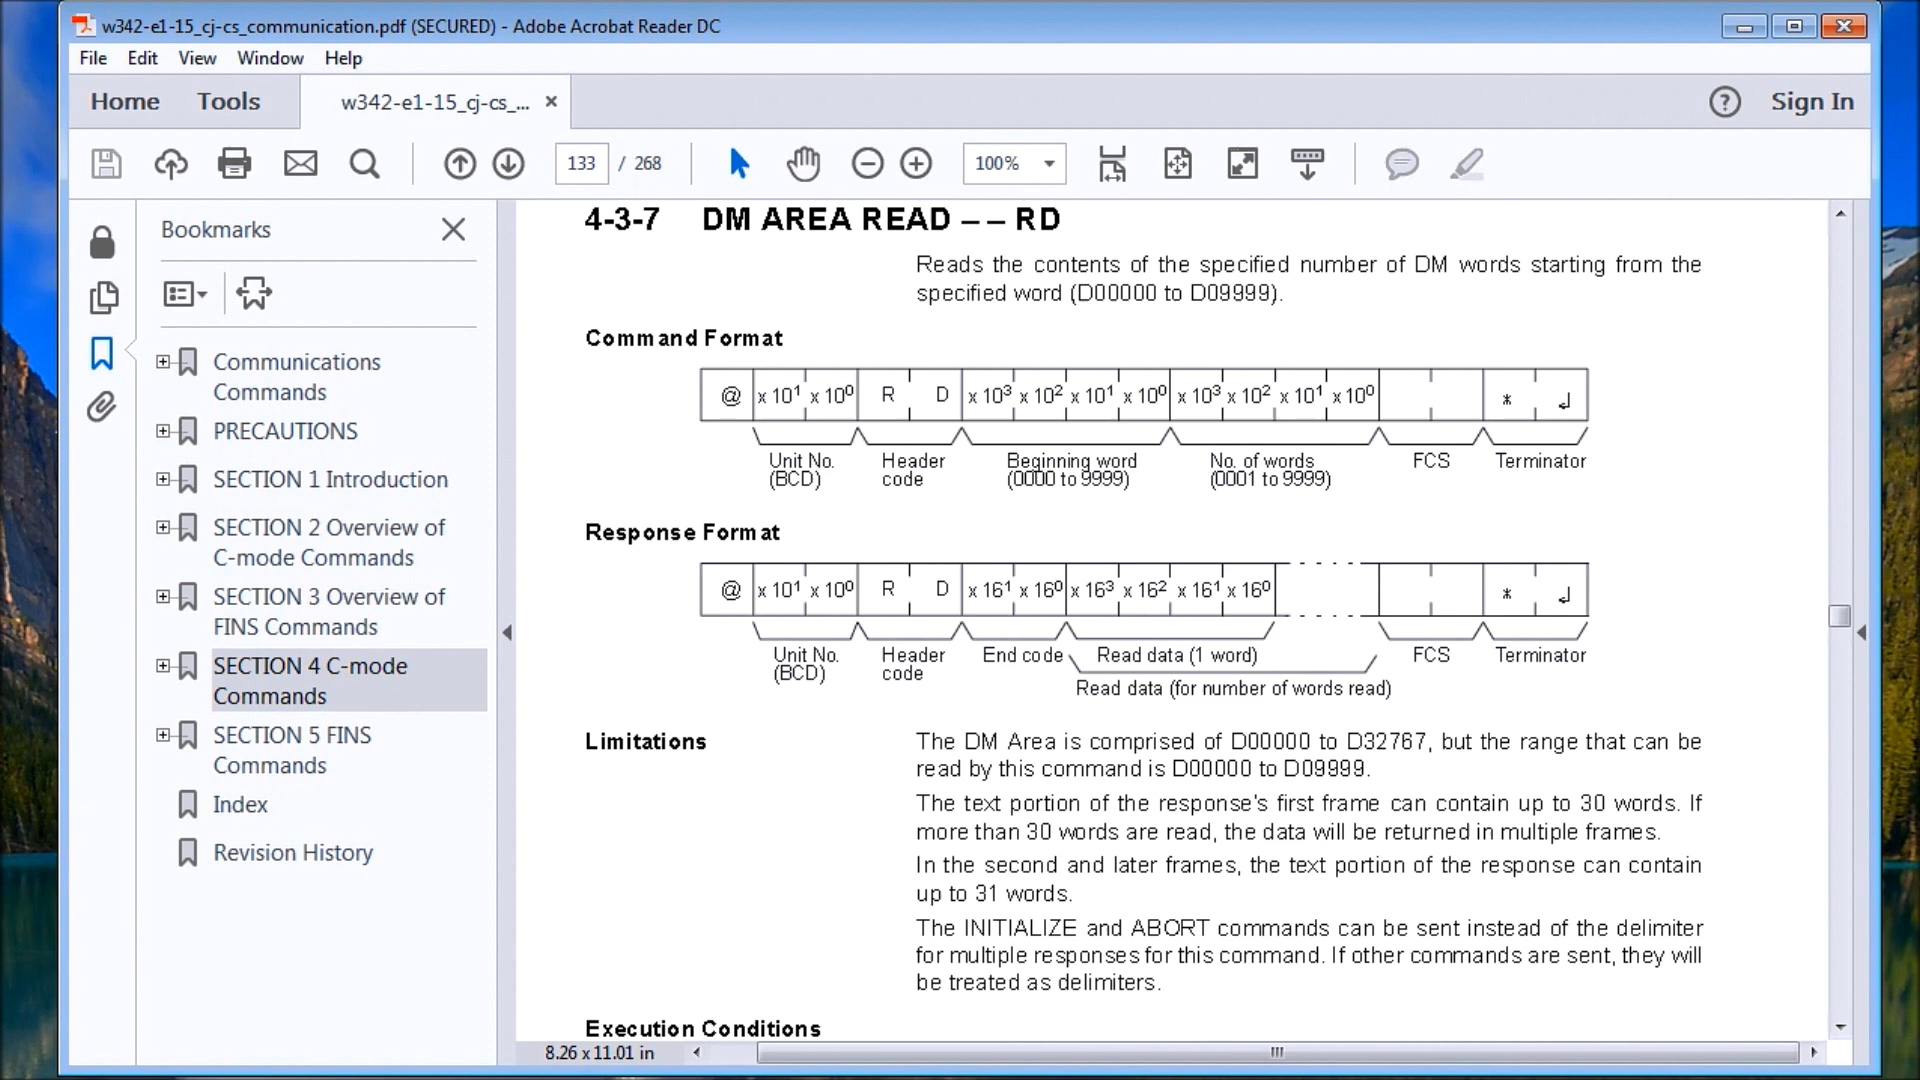 w342-e1-15_cj-cs_communication.pdf (SECURED) - Adobe Acrobat Reader DC
File Edit View Window Help
Home Tools w342-e1-15_cj-cs_... × ? Sign In
133 / 268 100%
Bookmarks
Communications
Commands
PRECAUTIONS
SECTION 1 Introduction
SECTION 2 Overview of
C-mode Commands
SECTION 3 Overview of
FINS Commands
SECTION 4 C-mode
Commands
SECTION 5 FINS
Commands
Index
Revision History
4-3-7 DM AREA READ –– RD
Reads the contents of the specified number of DM words starting from the
specified word (D00000 to D09999).
Command Format
@ x 10¹ x 10⁰ R D x 10³ x 10² x 10¹ x 10⁰ x 10³ x 10² x 10¹ x 10⁰ * ↲
Unit No. Header Beginning word No. of words FCS Terminator
(BCD) code (0000 to 9999) (0001 to 9999)
Response Format
@ x 10¹ x 10⁰ R D x 16¹ x 16⁰ x 16³ x 16² x 16¹ x 16⁰ * ↲
Unit No. Header End code Read data (1 word) FCS Terminator
(BCD) code
Read data (for number of words read)
Limitations
The DM Area is comprised of D00000 to D32767, but the range that can be
read by this command is D00000 to D09999.
The text portion of the response's first frame can contain up to 30 words. If
more than 30 words are read, the data will be returned in multiple frames.
In the second and later frames, the text portion of the response can contain
up to 31 words.
The INITIALIZE and ABORT commands can be sent instead of the delimiter
for multiple responses for this command. If other commands are sent, they will
be treated as delimiters.
Execution Conditions
8.26 x 11.01 in